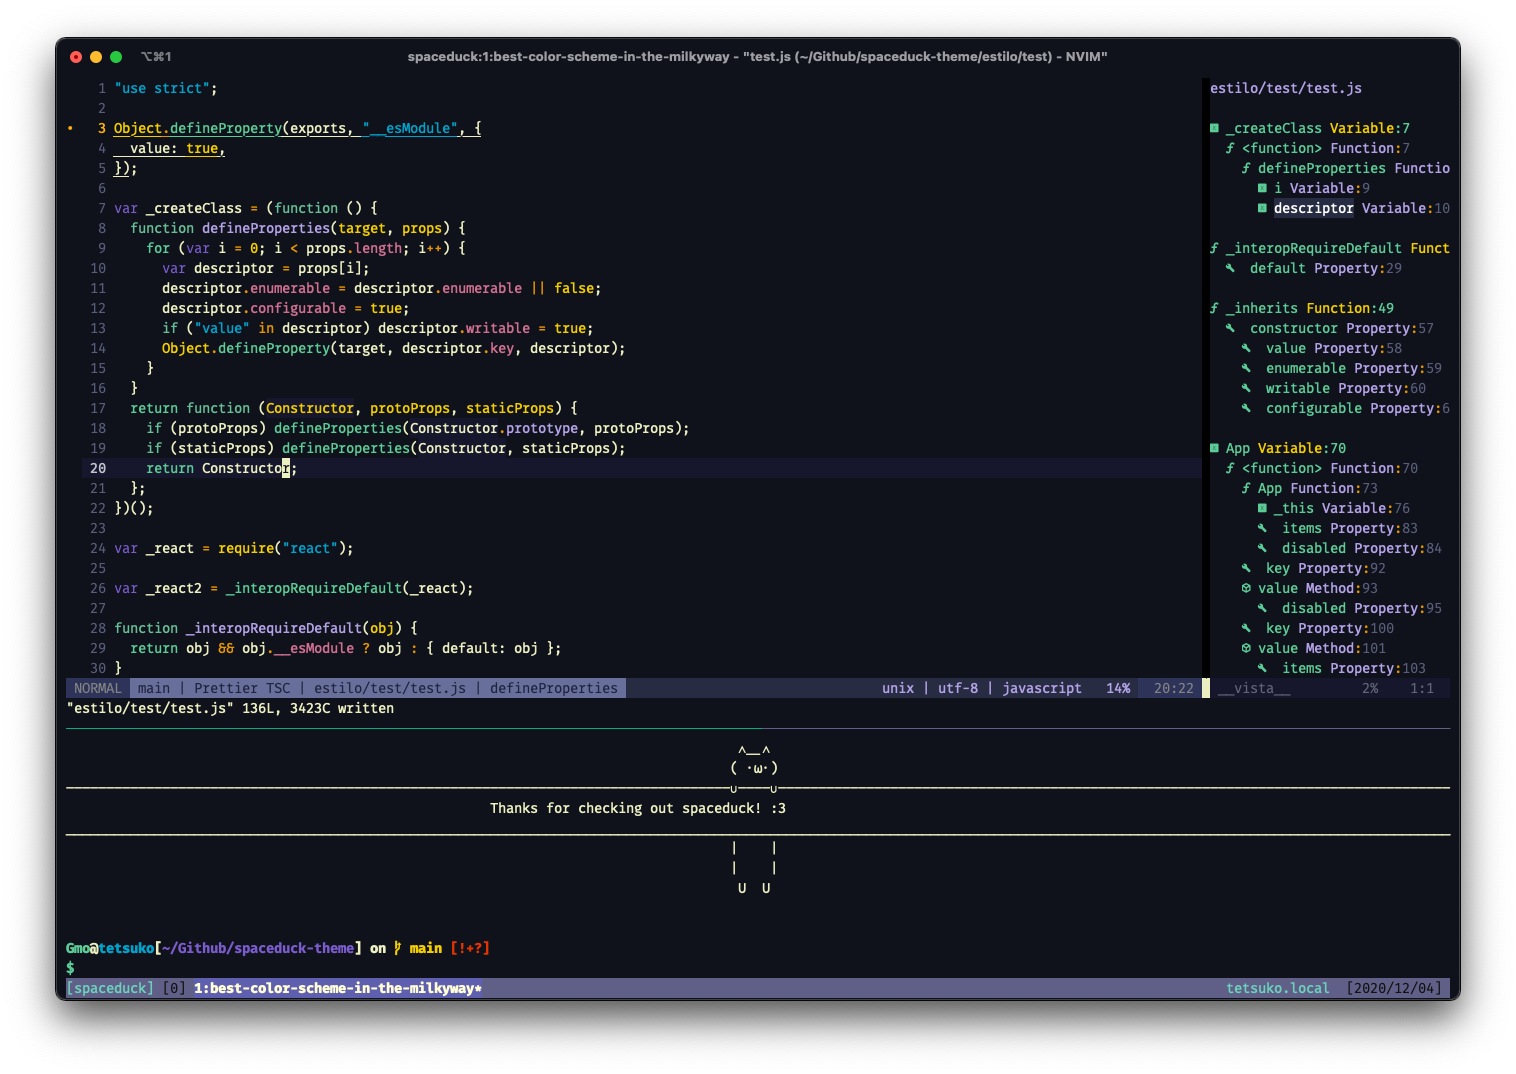 ⌥⌘1
spaceduck:1:best-color-scheme-in-the-milkyway - "test.js (~/Github/spaceduck-theme/estilo/test) - NVIM"
1 "use strict";
2
3 Object.defineProperty(exports, "__esModule", {
4   value: true,
5 });
6
7 var _createClass = (function () {
8   function defineProperties(target, props) {
9     for (var i = 0; i < props.length; i++) {
10       var descriptor = props[i];
11       descriptor.enumerable = descriptor.enumerable || false;
12       descriptor.configurable = true;
13       if ("value" in descriptor) descriptor.writable = true;
14       Object.defineProperty(target, descriptor.key, descriptor);
15     }
16   }
17   return function (Constructor, protoProps, staticProps) {
18     if (protoProps) defineProperties(Constructor.prototype, protoProps);
19     if (staticProps) defineProperties(Constructor, staticProps);
20     return Constructor;
21   };
22 })();
23
24 var _react = require("react");
25
26 var _react2 = _interopRequireDefault(_react);
27
28 function _interopRequireDefault(obj) {
29   return obj && obj.__esModule ? obj : { default: obj };
30 }
estilo/test/test.js
_createClass Variable:7
ƒ <function> Function:7
ƒ defineProperties Functio
i Variable:9
descriptor Variable:10
ƒ _interopRequireDefault Funct
default Property:29
ƒ _inherits Function:49
constructor Property:57
value Property:58
enumerable Property:59
writable Property:60
configurable Property:6
App Variable:70
ƒ <function> Function:70
ƒ App Function:73
_this Variable:76
items Property:83
disabled Property:84
key Property:92
value Method:93
disabled Property:95
key Property:100
value Method:101
items Property:103
NORMAL main | Prettier TSC | estilo/test/test.js | defineProperties unix | utf-8 | javascript 14% 20:22 __vista__ 2% 1:1
"estilo/test/test.js" 136L, 3423C written
^__^
( ·ω·)
∪ ∪
Thanks for checking out spaceduck! :3
| |
| |
U U
Gmo@tetsuko[~/Github/spaceduck-theme] on main [!+?]
$
[spaceduck] [0] 1:best-color-scheme-in-the-milkyway* tetsuko.local [2020/12/04]